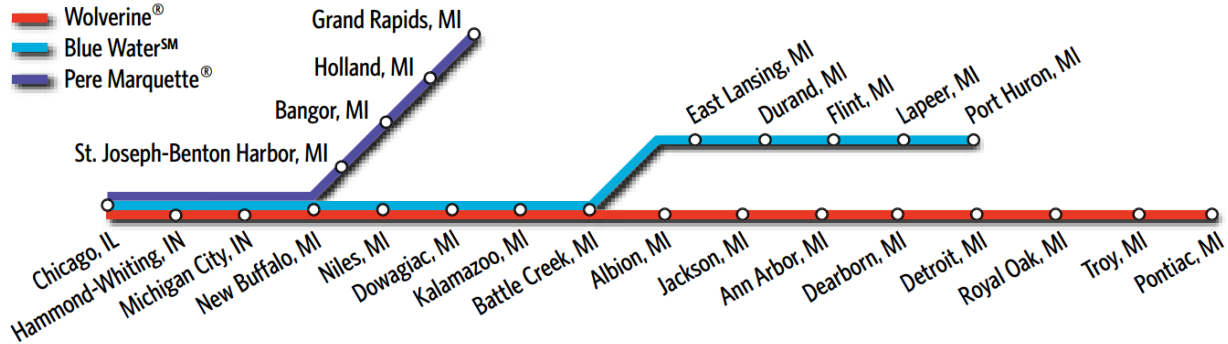 Wolverine®
Blue Water℠
Pere Marquette®
Grand Rapids, MI
Holland, MI
Bangor, MI
St. Joseph-Benton Harbor, MI
East Lansing, MI
Durand, MI
Flint, MI
Lapeer, MI
Port Huron, MI
Chicago, IL
Hammond-Whiting, IN
Michigan City, IN
New Buffalo, MI
Niles, MI
Dowagiac, MI
Kalamazoo, MI
Battle Creek, MI
Albion, MI
Jackson, MI
Ann Arbor, MI
Dearborn, MI
Detroit, MI
Royal Oak, MI
Troy, MI
Pontiac, MI